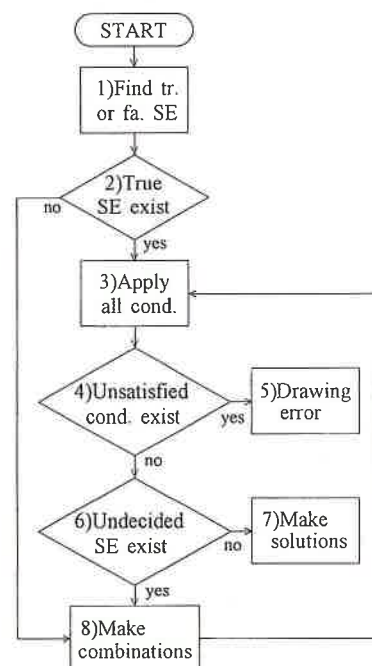 START
1)Find tr.
or fa. SE
2)True
SE exist
no
yes
3)Apply
all cond.
4)Unsatisfied
cond. exist
yes
5)Drawing
error
no
6)Undecided
SE exist
no
7)Make
solutions
yes
8)Make
combinations